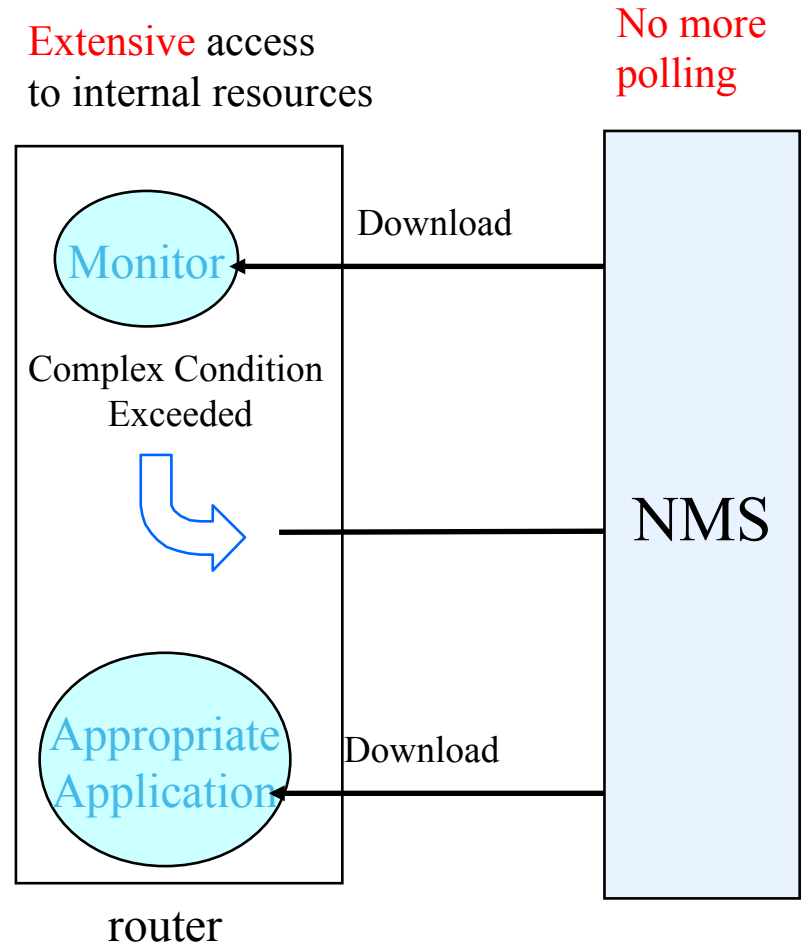 Extensive access
to internal resources
No more
polling
Download
Monitor
Complex Condition
Exceeded
NMS
Appropriate
Application
Download
router